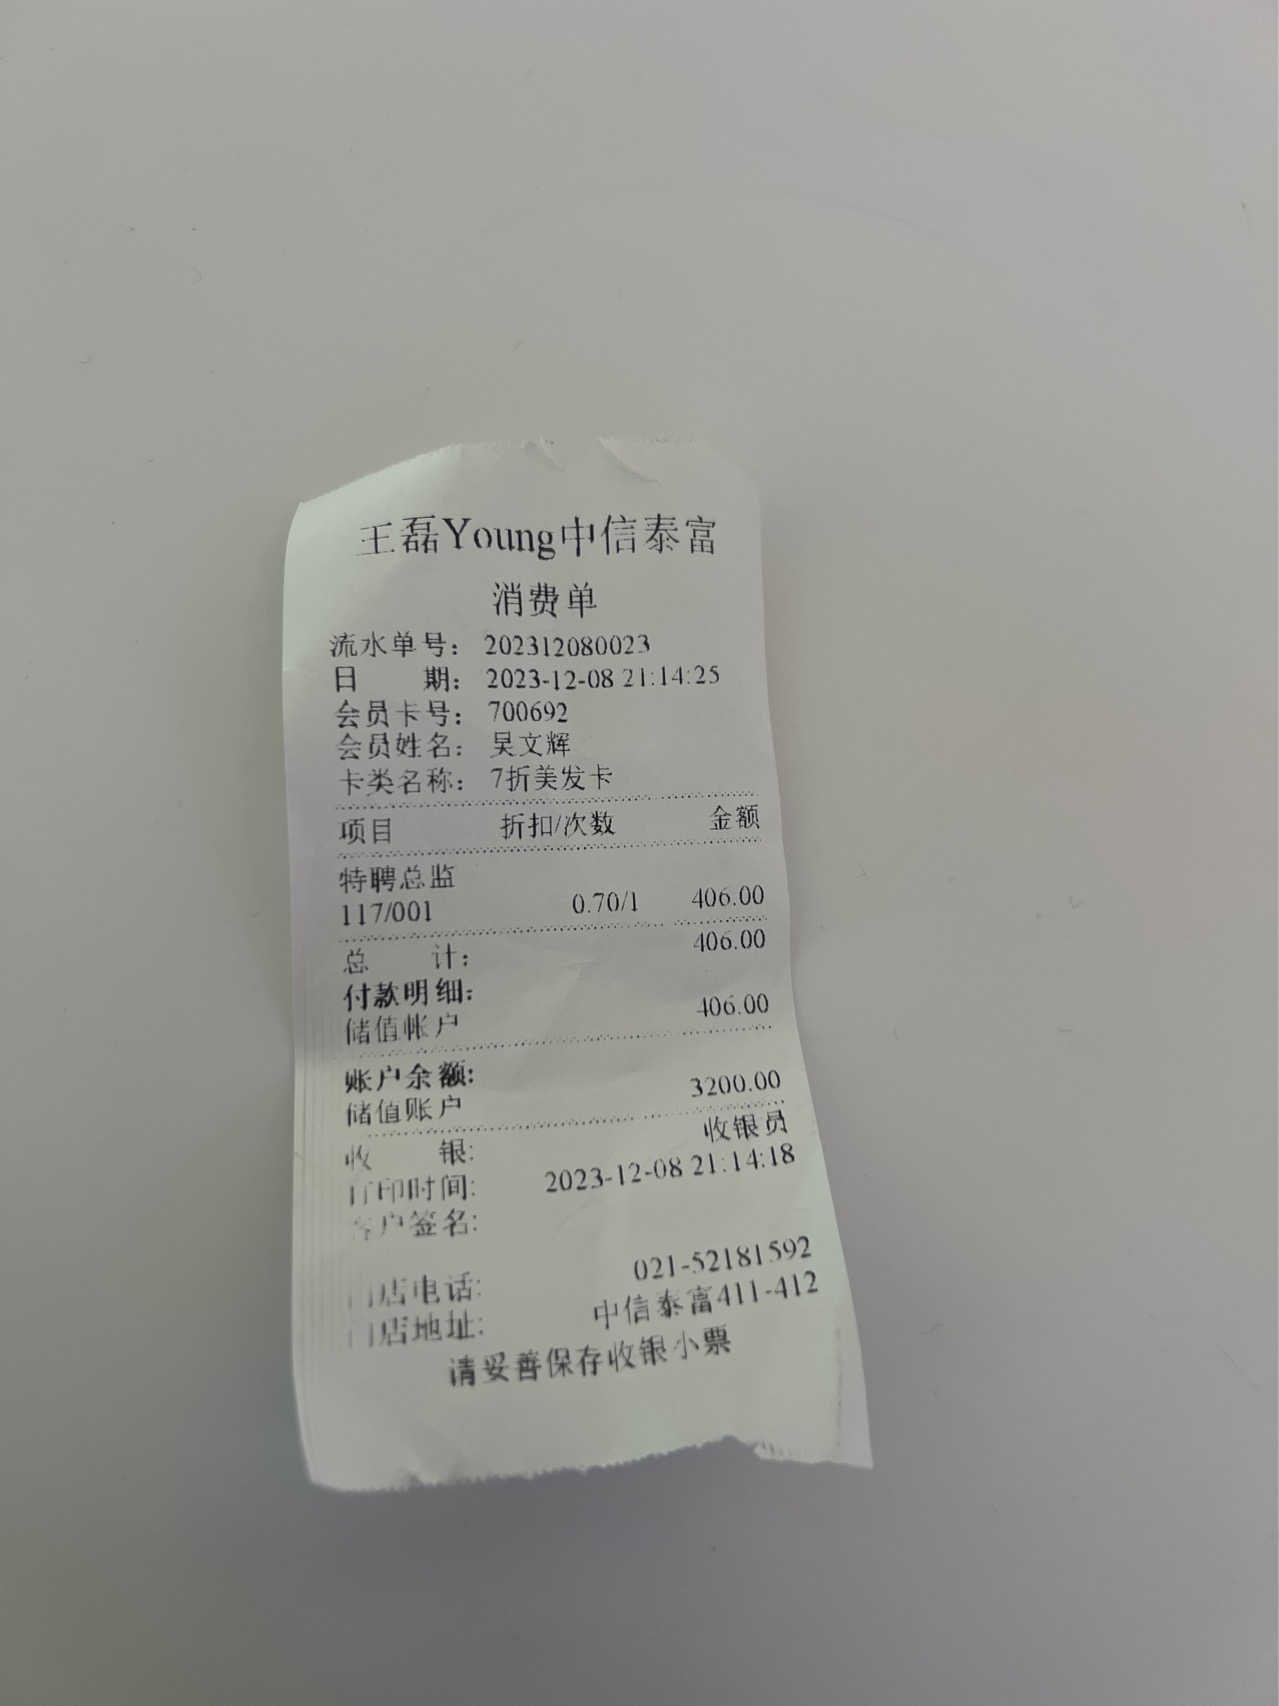 王磊Young中信泰富
消费单
流水单号： 202312080023
日 期： 2023-12-08 21:14:25
会员卡号： 700692
会员姓名： 吴文辉
卡类名称： 7折美发卡
项目 折扣/次数 金额
特聘总监
117/001 0.70/1 406.00
总 计： 406.00
付款明细:
储值帐户 406.00
账户余额:
储值账户 3200.00
收 银: 收银员
打印时间: 2023-12-08 21:14:18
客户签名:
门店电话: 021-52181592
门店地址: 中信泰富411-412
请妥善保存收银小票